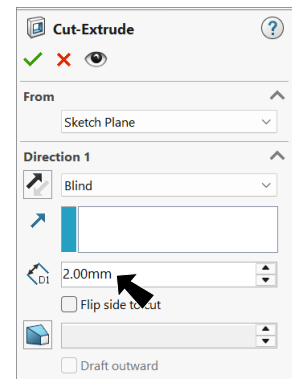 Cut-Extrude
?
From
Sketch Plane
Direction 1
Blind
D1 2.00mm
Flip side to cut
Draft outward